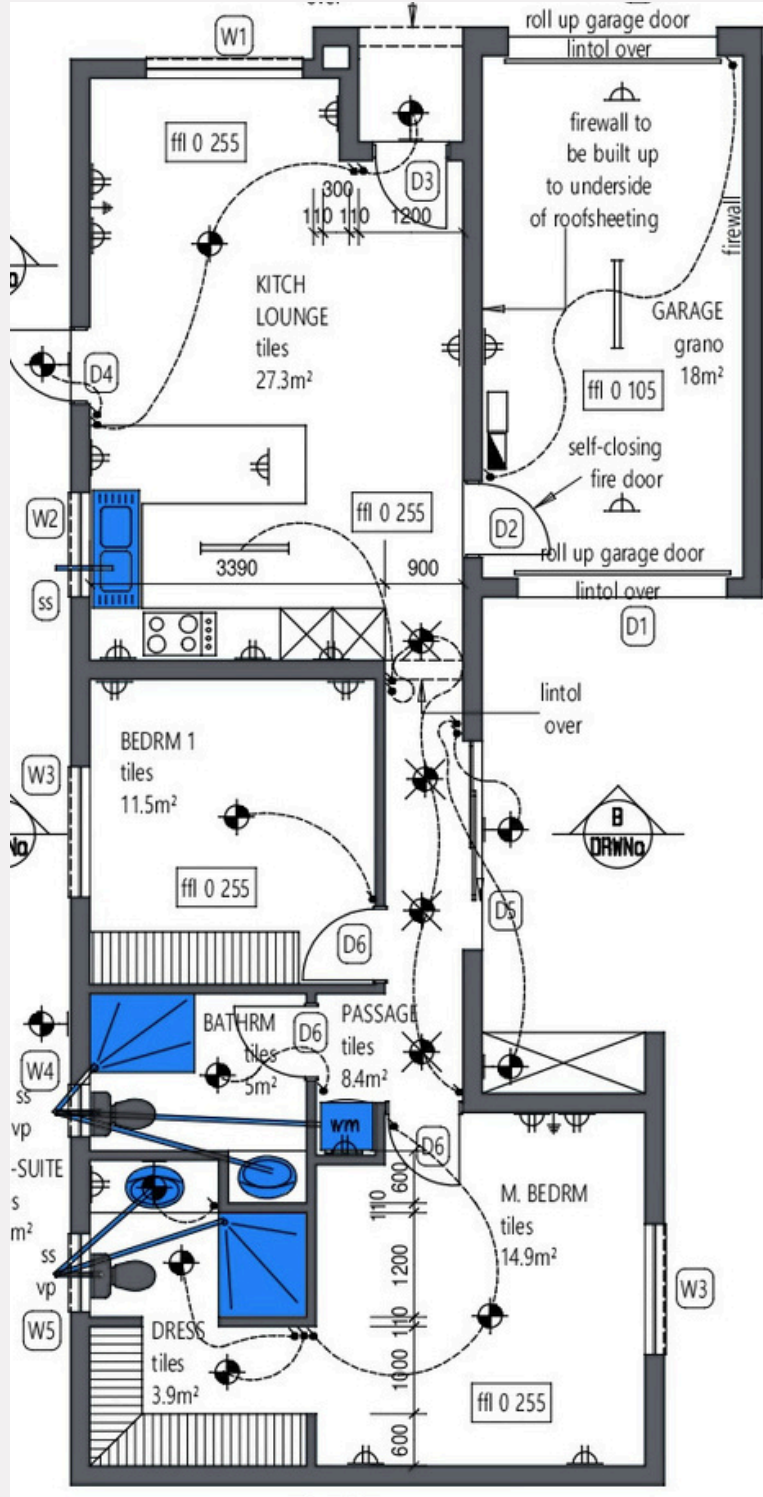 W1
roll up garage door
lintol over
ffl 0 255
firewall to
be built up
to underside
of roofsheeting
D3
300
110 110 1200
firewall
KITCH
LOUNGE
tiles
27.3m²
GARAGE
grano
18m²
D4
ffl 0 105
self-closing
fire door
W2
ffl 0 255
D2
3390
900
roll up garage door
lintol over
ss
D1
lintol
over
BEDRM 1
tiles
11.5m²
W3
B
DRWNo
ffl 0 255
D5
D6
BATHRM
tiles
5m²
D6
PASSAGE
tiles
8.4m²
W4
ss
vp
wm
D6
-SUITE
s
m²
600
110
M. BEDRM
tiles
14.9m²
1200
ss
vp
W3
W5
110
DRESS
tiles
3.9m²
1000
ffl 0 255
600